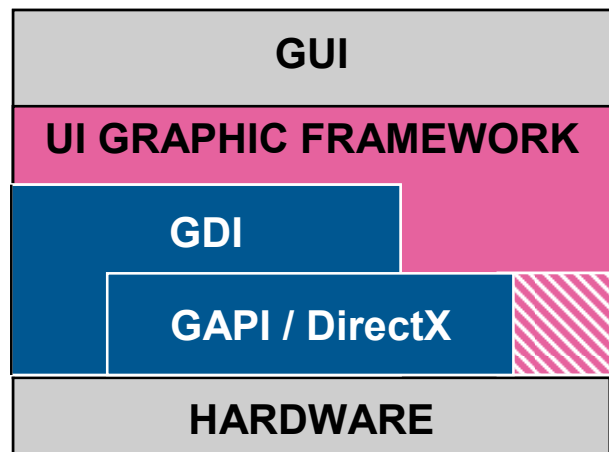 GUI
UI GRAPHIC FRAMEWORK
GDI
GAPI / DirectX
HARDWARE